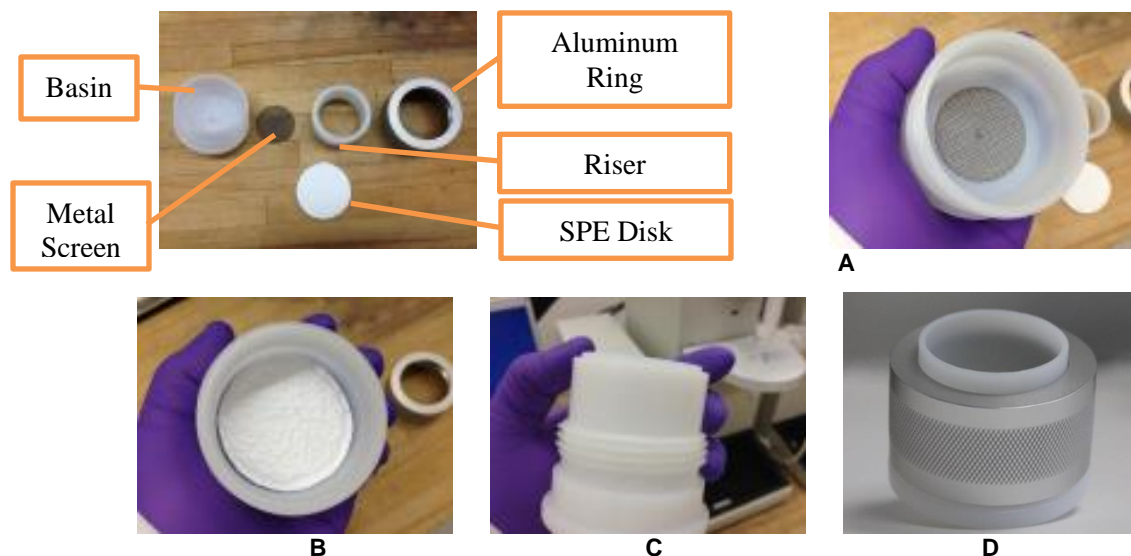 Basin
Metal
Screen
Aluminum
Ring
Riser
SPE Disk
A
B
C
D